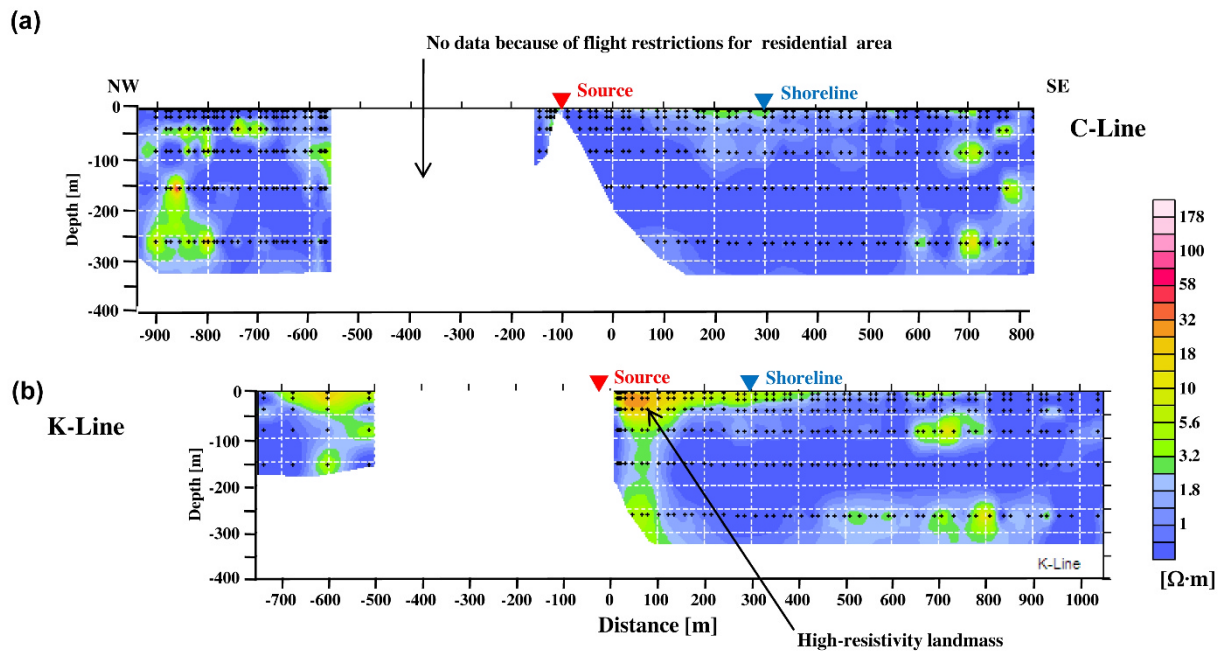 (a)
No data because of flight restrictions for residential area
NW
Source
Shoreline
SE
C-Line
Depth [m]
0
-100
-200
-300
-400
-900 -800 -700 -600 -500 -400 -300 -200 -100 0 100 200 300 400 500 600 700 800
178
100
58
32
18
10
5.6
3.2
1.8
1
[Ω·m]
(b)
K-Line
Source
Shoreline
Depth [m]
0
-100
-200
-300
-400
K-Line
-700 -600 -500 -400 -300 -200 -100 0 100 200 300 400 500 600 700 800 900 1000
Distance [m]
High-resistivity landmass